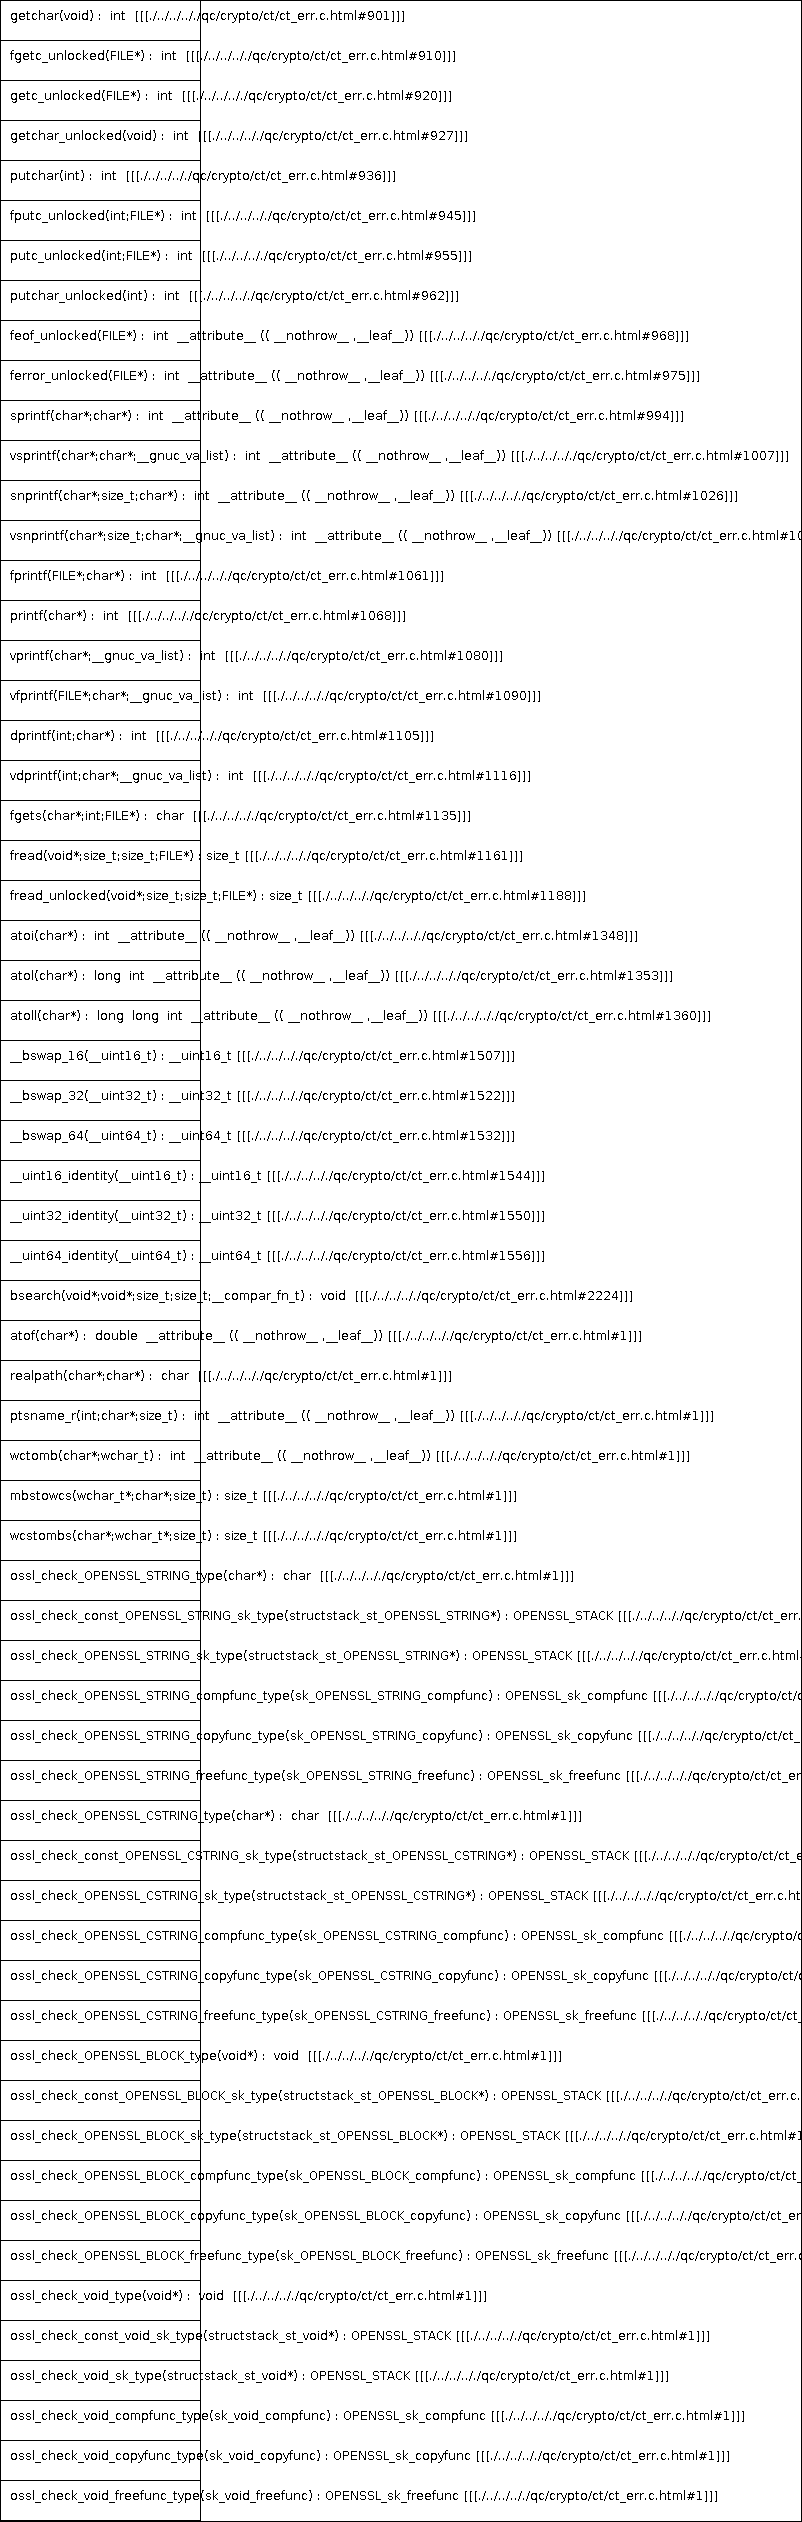 getchar(void) : int [[[./../../../../qc/crypto/ct/ct_err.c.html#901]]]
fgetc_unlocked(FILE*) : int [[[./../../../../qc/crypto/ct/ct_err.c.html#910]]]
getc_unlocked(FILE*) : int [[[./../../../../qc/crypto/ct/ct_err.c.html#920]]]
getchar_unlocked(void) : int [[[./../../../../qc/crypto/ct/ct_err.c.html#927]]]
putchar(int) : int [[[./../../../../qc/crypto/ct/ct_err.c.html#936]]]
fputc_unlocked(int;FILE*) : int [[[./../../../../qc/crypto/ct/ct_err.c.html#945]]]
putc_unlocked(int;FILE*) : int [[[./../../../../qc/crypto/ct/ct_err.c.html#955]]]
putchar_unlocked(int) : int [[[./../../../../qc/crypto/ct/ct_err.c.html#962]]]
feof_unlocked(FILE*) : int __attribute__ (( __nothrow__ ,__leaf__)) [[[./../../../../qc/crypto/ct/ct_err.c.html#968]]]
ferror_unlocked(FILE*) : int __attribute__ (( __nothrow__ ,__leaf__)) [[[./../../../../qc/crypto/ct/ct_err.c.html#975]]]
sprintf(char*;char*) : int __attribute__ (( __nothrow__ ,__leaf__)) [[[./../../../../qc/crypto/ct/ct_err.c.html#994]]]
vsprintf(char*;char*;__gnuc_va_list) : int __attribute__ (( __nothrow__ ,__leaf__)) [[[./../../../../qc/crypto/ct/ct_err.c.html#1007]]]
snprintf(char*;size_t;char*) : int __attribute__ (( __nothrow__ ,__leaf__)) [[[./../../../../qc/crypto/ct/ct_err.c.html#1026]]]
vsnprintf(char*;size_t;char*;__gnuc_va_list) : int __attribute__ (( __nothrow__ ,__leaf__)) [[[./../../../../qc/crypto/ct/ct_err.c.html#10
fprintf(FILE*;char*) : int [[[./../../../../qc/crypto/ct/ct_err.c.html#1061]]]
printf(char*) : int [[[./../../../../qc/crypto/ct/ct_err.c.html#1068]]]
vprintf(char*;__gnuc_va_list) : int [[[./../../../../qc/crypto/ct/ct_err.c.html#1080]]]
vfprintf(FILE*;char*;__gnuc_va_list) : int [[[./../../../../qc/crypto/ct/ct_err.c.html#1090]]]
dprintf(int;char*) : int [[[./../../../../qc/crypto/ct/ct_err.c.html#1105]]]
vdprintf(int;char*;__gnuc_va_list) : int [[[./../../../../qc/crypto/ct/ct_err.c.html#1116]]]
fgets(char*;int;FILE*) : char [[[./../../../../qc/crypto/ct/ct_err.c.html#1135]]]
fread(void*;size_t;size_t;FILE*) : size_t [[[./../../../../qc/crypto/ct/ct_err.c.html#1161]]]
fread_unlocked(void*;size_t;size_t;FILE*) : size_t [[[./../../../../qc/crypto/ct/ct_err.c.html#1188]]]
atoi(char*) : int __attribute__ (( __nothrow__ ,__leaf__)) [[[./../../../../qc/crypto/ct/ct_err.c.html#1348]]]
atol(char*) : long int __attribute__ (( __nothrow__ ,__leaf__)) [[[./../../../../qc/crypto/ct/ct_err.c.html#1353]]]
atoll(char*) : long long int __attribute__ (( __nothrow__ ,__leaf__)) [[[./../../../../qc/crypto/ct/ct_err.c.html#1360]]]
__bswap_16(__uint16_t) : __uint16_t [[[./../../../../qc/crypto/ct/ct_err.c.html#1507]]]
__bswap_32(__uint32_t) : __uint32_t [[[./../../../../qc/crypto/ct/ct_err.c.html#1522]]]
__bswap_64(__uint64_t) : __uint64_t [[[./../../../../qc/crypto/ct/ct_err.c.html#1532]]]
__uint16_identity(__uint16_t) : __uint16_t [[[./../../../../qc/crypto/ct/ct_err.c.html#1544]]]
__uint32_identity(__uint32_t) : __uint32_t [[[./../../../../qc/crypto/ct/ct_err.c.html#1550]]]
__uint64_identity(__uint64_t) : __uint64_t [[[./../../../../qc/crypto/ct/ct_err.c.html#1556]]]
bsearch(void*;void*;size_t;size_t;__compar_fn_t) : void [[[./../../../../qc/crypto/ct/ct_err.c.html#2224]]]
atof(char*) : double __attribute__ (( __nothrow__ ,__leaf__)) [[[./../../../../qc/crypto/ct/ct_err.c.html#1]]]
realpath(char*;char*) : char [[[./../../../../qc/crypto/ct/ct_err.c.html#1]]]
ptsname_r(int;char*;size_t) : int __attribute__ (( __nothrow__ ,__leaf__)) [[[./../../../../qc/crypto/ct/ct_err.c.html#1]]]
wctomb(char*;wchar_t) : int __attribute__ (( __nothrow__ ,__leaf__)) [[[./../../../../qc/crypto/ct/ct_err.c.html#1]]]
mbstowcs(wchar_t*;char*;size_t) : size_t [[[./../../../../qc/crypto/ct/ct_err.c.html#1]]]
wcstombs(char*;wchar_t*;size_t) : size_t [[[./../../../../qc/crypto/ct/ct_err.c.html#1]]]
ossl_check_OPENSSL_STRING_type(char*) : char [[[./../../../../qc/crypto/ct/ct_err.c.html#1]]]
ossl_check_const_OPENSSL_STRING_sk_type(structstack_st_OPENSSL_STRING*) : OPENSSL_STACK [[[./../../../../qc/crypto/ct/ct_err.
ossl_check_OPENSSL_STRING_sk_type(structstack_st_OPENSSL_STRING*) : OPENSSL_STACK [[[./../../../../qc/crypto/ct/ct_err.c.html
ossl_check_OPENSSL_STRING_compfunc_type(sk_OPENSSL_STRING_compfunc) : OPENSSL_sk_compfunc [[[./../../../../qc/crypto/ct/c
ossl_check_OPENSSL_STRING_copyfunc_type(sk_OPENSSL_STRING_copyfunc) : OPENSSL_sk_copyfunc [[[./../../../../qc/crypto/ct/ct_
ossl_check_OPENSSL_STRING_freefunc_type(sk_OPENSSL_STRING_freefunc) : OPENSSL_sk_freefunc [[[./../../../../qc/crypto/ct/ct_er
ossl_check_OPENSSL_CSTRING_type(char*) : char [[[./../../../../qc/crypto/ct/ct_err.c.html#1]]]
ossl_check_const_OPENSSL_CSTRING_sk_type(structstack_st_OPENSSL_CSTRING*) : OPENSSL_STACK [[[./../../../../qc/crypto/ct/ct_e
ossl_check_OPENSSL_CSTRING_sk_type(structstack_st_OPENSSL_CSTRING*) : OPENSSL_STACK [[[./../../../../qc/crypto/ct/ct_err.c.ht
ossl_check_OPENSSL_CSTRING_compfunc_type(sk_OPENSSL_CSTRING_compfunc) : OPENSSL_sk_compfunc [[[./../../../../qc/crypto/c
ossl_check_OPENSSL_CSTRING_copyfunc_type(sk_OPENSSL_CSTRING_copyfunc) : OPENSSL_sk_copyfunc [[[./../../../../qc/crypto/ct/c
ossl_check_OPENSSL_CSTRING_freefunc_type(sk_OPENSSL_CSTRING_freefunc) : OPENSSL_sk_freefunc [[[./../../../../qc/crypto/ct/ct_
ossl_check_OPENSSL_BLOCK_type(void*) : void [[[./../../../../qc/crypto/ct/ct_err.c.html#1]]]
ossl_check_const_OPENSSL_BLOCK_sk_type(structstack_st_OPENSSL_BLOCK*) : OPENSSL_STACK [[[./../../../../qc/crypto/ct/ct_err.c.
ossl_check_OPENSSL_BLOCK_sk_type(structstack_st_OPENSSL_BLOCK*) : OPENSSL_STACK [[[./../../../../qc/crypto/ct/ct_err.c.html#1
ossl_check_OPENSSL_BLOCK_compfunc_type(sk_OPENSSL_BLOCK_compfunc) : OPENSSL_sk_compfunc [[[./../../../../qc/crypto/ct/ct_
ossl_check_OPENSSL_BLOCK_copyfunc_type(sk_OPENSSL_BLOCK_copyfunc) : OPENSSL_sk_copyfunc [[[./../../../../qc/crypto/ct/ct_er
ossl_check_OPENSSL_BLOCK_freefunc_type(sk_OPENSSL_BLOCK_freefunc) : OPENSSL_sk_freefunc [[[./../../../../qc/crypto/ct/ct_err.c
ossl_check_void_type(void*) : void [[[./../../../../qc/crypto/ct/ct_err.c.html#1]]]
ossl_check_const_void_sk_type(structstack_st_void*) : OPENSSL_STACK [[[./../../../../qc/crypto/ct/ct_err.c.html#1]]]
ossl_check_void_sk_type(structstack_st_void*) : OPENSSL_STACK [[[./../../../../qc/crypto/ct/ct_err.c.html#1]]]
ossl_check_void_compfunc_type(sk_void_compfunc) : OPENSSL_sk_compfunc [[[./../../../../qc/crypto/ct/ct_err.c.html#1]]]
ossl_check_void_copyfunc_type(sk_void_copyfunc) : OPENSSL_sk_copyfunc [[[./../../../../qc/crypto/ct/ct_err.c.html#1]]]
ossl_check_void_freefunc_type(sk_void_freefunc) : OPENSSL_sk_freefunc [[[./../../../../qc/crypto/ct/ct_err.c.html#1]]]